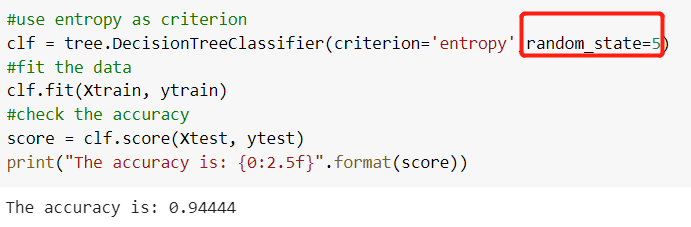 #use entropy as criterion
clf = tree.DecisionTreeClassifier(criterion='entropy' random_state=5)
#fit the data
clf.fit(Xtrain, ytrain)
#check the accuracy
score = clf.score(Xtest, ytest)
print("The accuracy is: {0:2.5f}".format(score))
The accuracy is: 0.94444